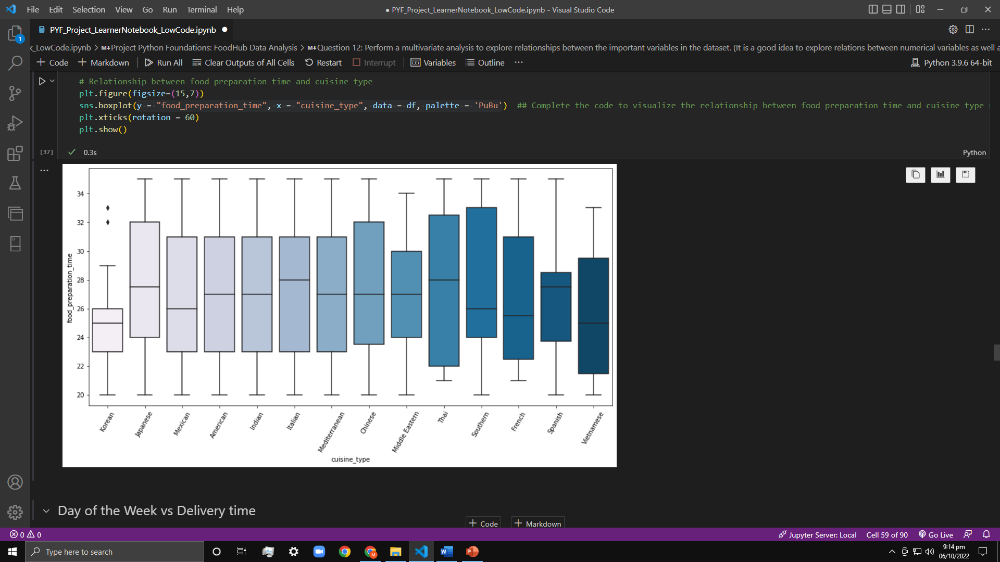 File Edit Selection View Go Run Terminal Help
● PYF_Project_LearnerNotebook_LowCode.ipynb - Visual Studio Code
PYF_Project_LearnerNotebook_LowCode.ipynb ●
k_LowCode.ipynb > M↓Project Python Foundations: FoodHub Data Analysis > M↓Question 12: Perform a multivariate analysis to explore relationships between the important variables in the dataset. (It is a good idea to explore relations between numerical variables as well a
+ Code + Markdown Run All Clear Outputs of All Cells Restart Interrupt Variables Outline ···
Python 3.9.6 64-bit
1
# Relationship between food preparation time and cuisine type
plt.figure(figsize=(15,7))
sns.boxplot(y = "food_preparation_time", x = "cuisine_type", data = df, palette = 'PuBu')  ## Complete the code to visualize the relationship between food preparation time and cuisine type
plt.xticks(rotation = 60)
plt.show()
[37]
0.3s
Python
34
32
30
28
26
24
22
20
food_preparation_time
Korean
Japanese
Mexican
American
Indian
Italian
Mediterranean
Chinese
Middle Eastern
Thai
Southern
French
Spanish
Vietnamese
cuisine_type
Day of the Week vs Delivery time
+ Code + Markdown
0 0
Jupyter Server: Local Cell 59 of 90 Go Live
Type here to search
9:14 pm
06/10/2022